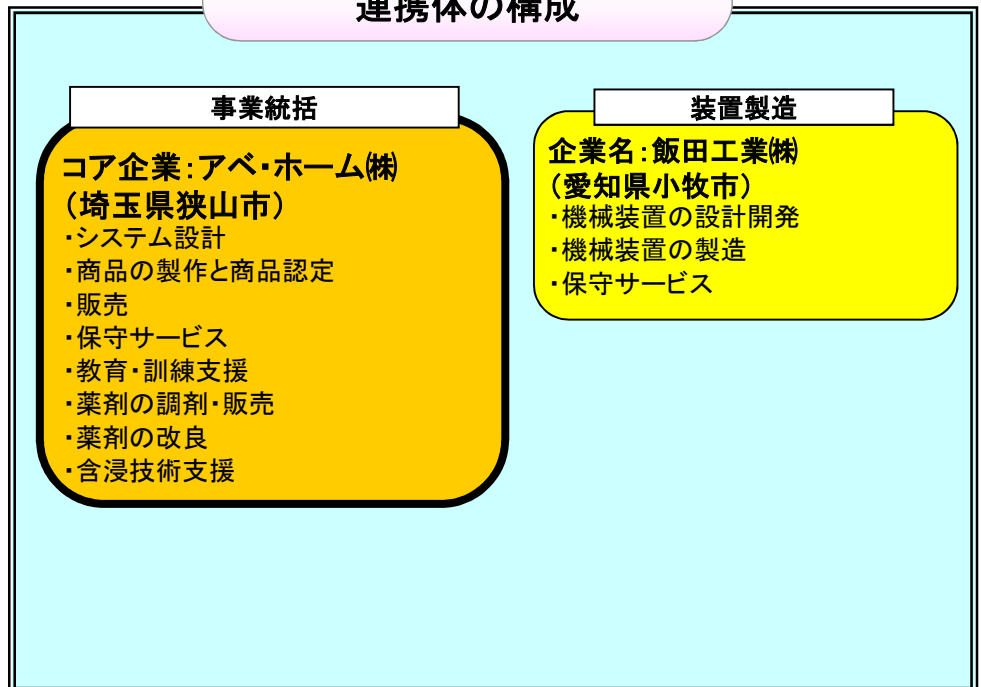 連携体の構成
事業統括
コア企業:アベ・ホーム㈱
(埼玉県狭山市)
・システム設計
・商品の製作と商品認定
・販売
・保守サービス
・教育・訓練支援
・薬剤の調剤・販売
・薬剤の改良
・含浸技術支援
装置製造
企業名:飯田工業㈱
(愛知県小牧市)
・機械装置の設計開発
・機械装置の製造
・保守サービス